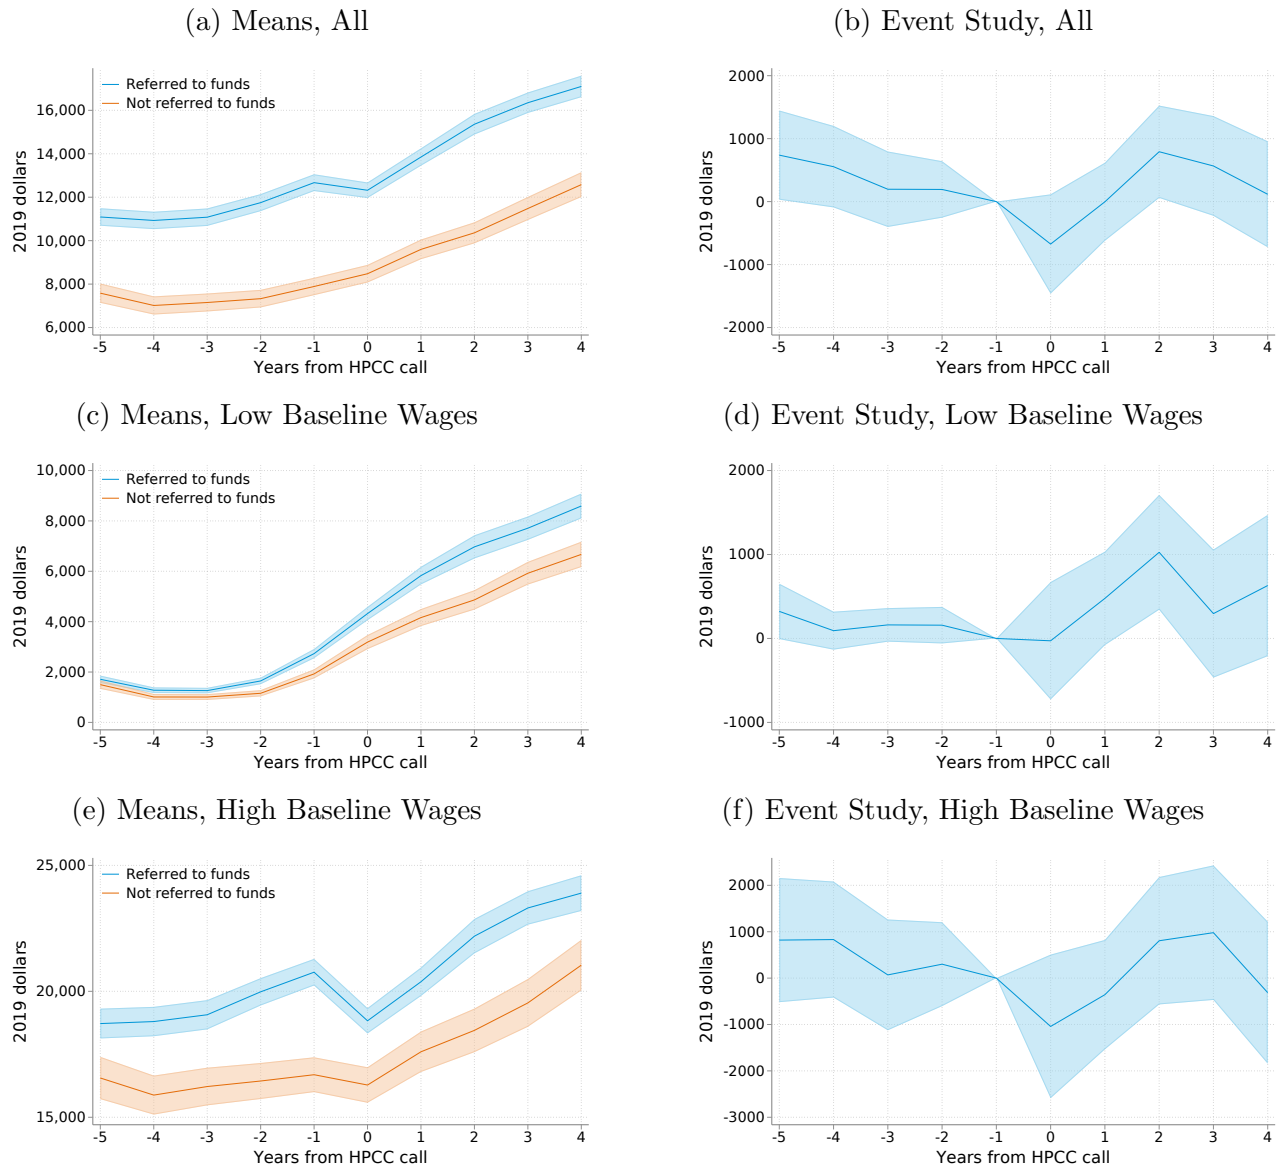 (a) Means, All
2019 dollars
16,000
14,000
12,000
10,000
8,000
6,000
Referred to funds
Not referred to funds
-5 -4 -3 -2 -1 0 1 2 3 4
Years from HPCC call
(b) Event Study, All
2019 dollars
2000
1000
0
-1000
-2000
-5 -4 -3 -2 -1 0 1 2 3 4
Years from HPCC call
(c) Means, Low Baseline Wages
2019 dollars
10,000
8,000
6,000
4,000
2,000
0
Referred to funds
Not referred to funds
-5 -4 -3 -2 -1 0 1 2 3 4
Years from HPCC call
(d) Event Study, Low Baseline Wages
2019 dollars
2000
1000
0
-1000
-5 -4 -3 -2 -1 0 1 2 3 4
Years from HPCC call
(e) Means, High Baseline Wages
2019 dollars
25,000
20,000
15,000
Referred to funds
Not referred to funds
-5 -4 -3 -2 -1 0 1 2 3 4
Years from HPCC call
(f) Event Study, High Baseline Wages
2019 dollars
2000
1000
0
-1000
-2000
-3000
-5 -4 -3 -2 -1 0 1 2 3 4
Years from HPCC call